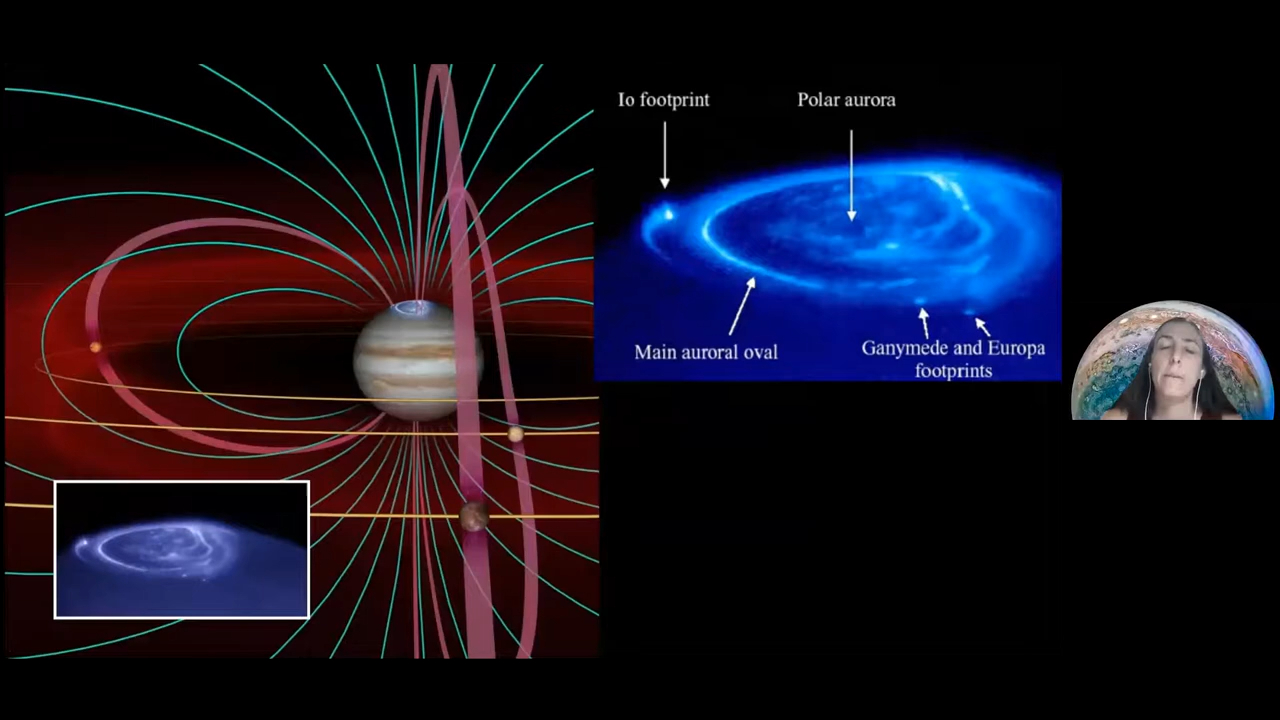 Io footprint
Polar aurora
Main auroral oval
Ganymede and Europa
footprints